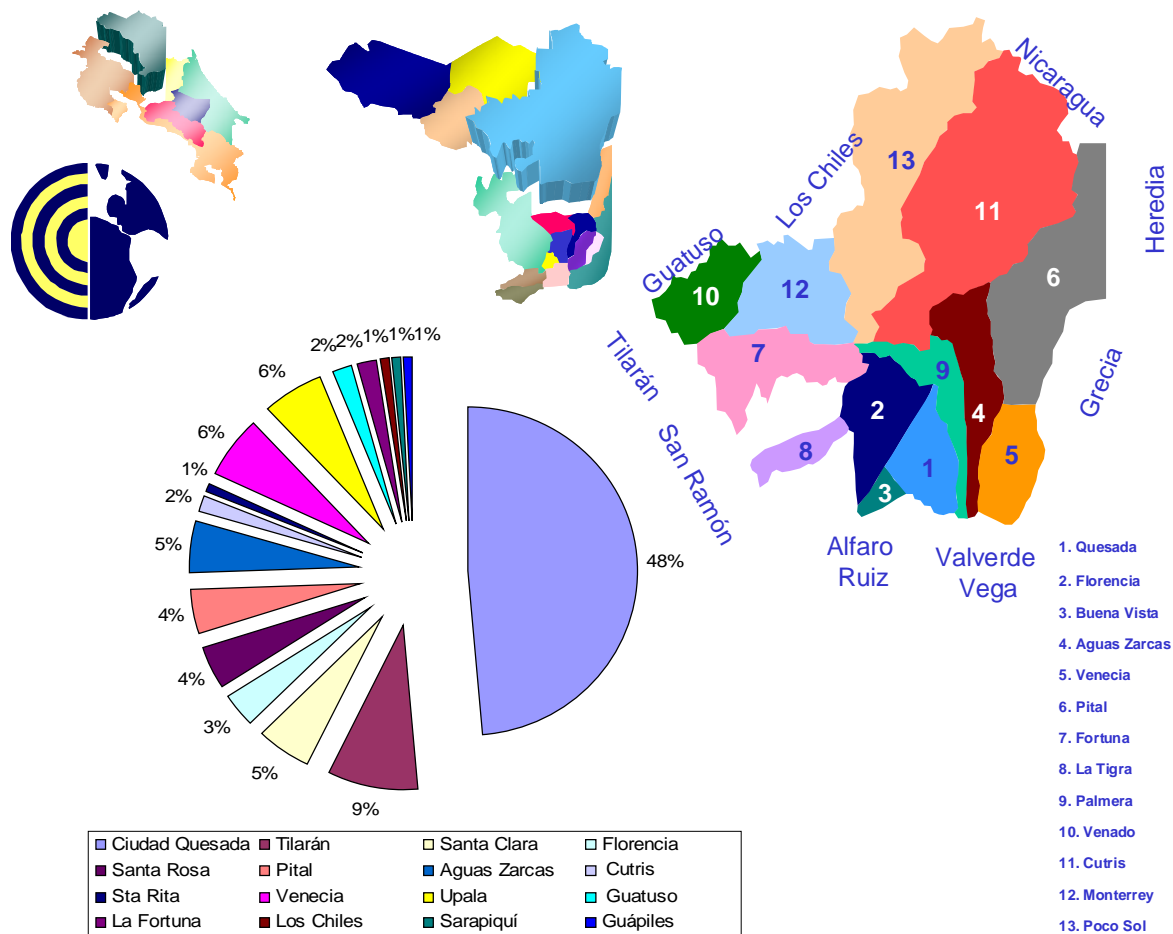 Nicaragua
Los Chiles
13
Heredia
11
Guatuso
6
10
12
Tilarán
7
Grecia
9
2
4
San Ramón
8
5
1
3
Alfaro
Ruiz
Valverde
Vega
1. Quesada
2. Florencia
3. Buena Vista
4. Aguas Zarcas
5. Venecia
6. Pital
7. Fortuna
8. La Tigra
9. Palmera
10. Venado
11. Cutris
12. Monterrey
13. Poco Sol
48%
9%
5%
3%
4%
4%
5%
2%
1%
6%
6%
2%
2%
1%
1%
1%
Ciudad Quesada Tilarán Santa Clara Florencia
Santa Rosa Pital Aguas Zarcas Cutris
Sta Rita Venecia Upala Guatuso
La Fortuna Los Chiles Sarapiquí Guápiles